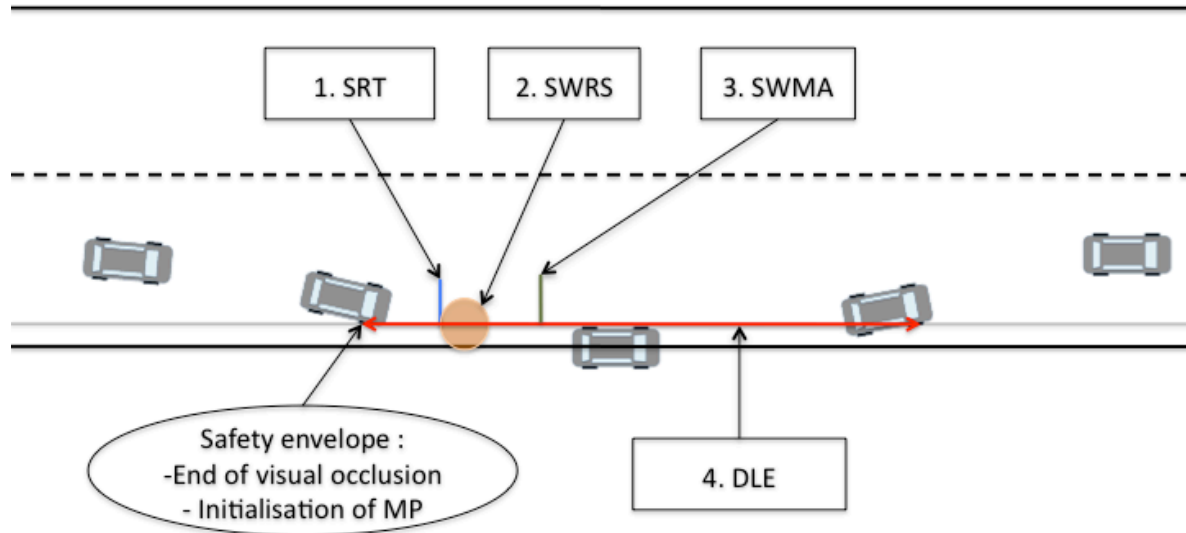 1. SRT
2. SWRS
3. SWMA
Safety envelope :
-End of visual occlusion
- Initialisation of MP
4. DLE